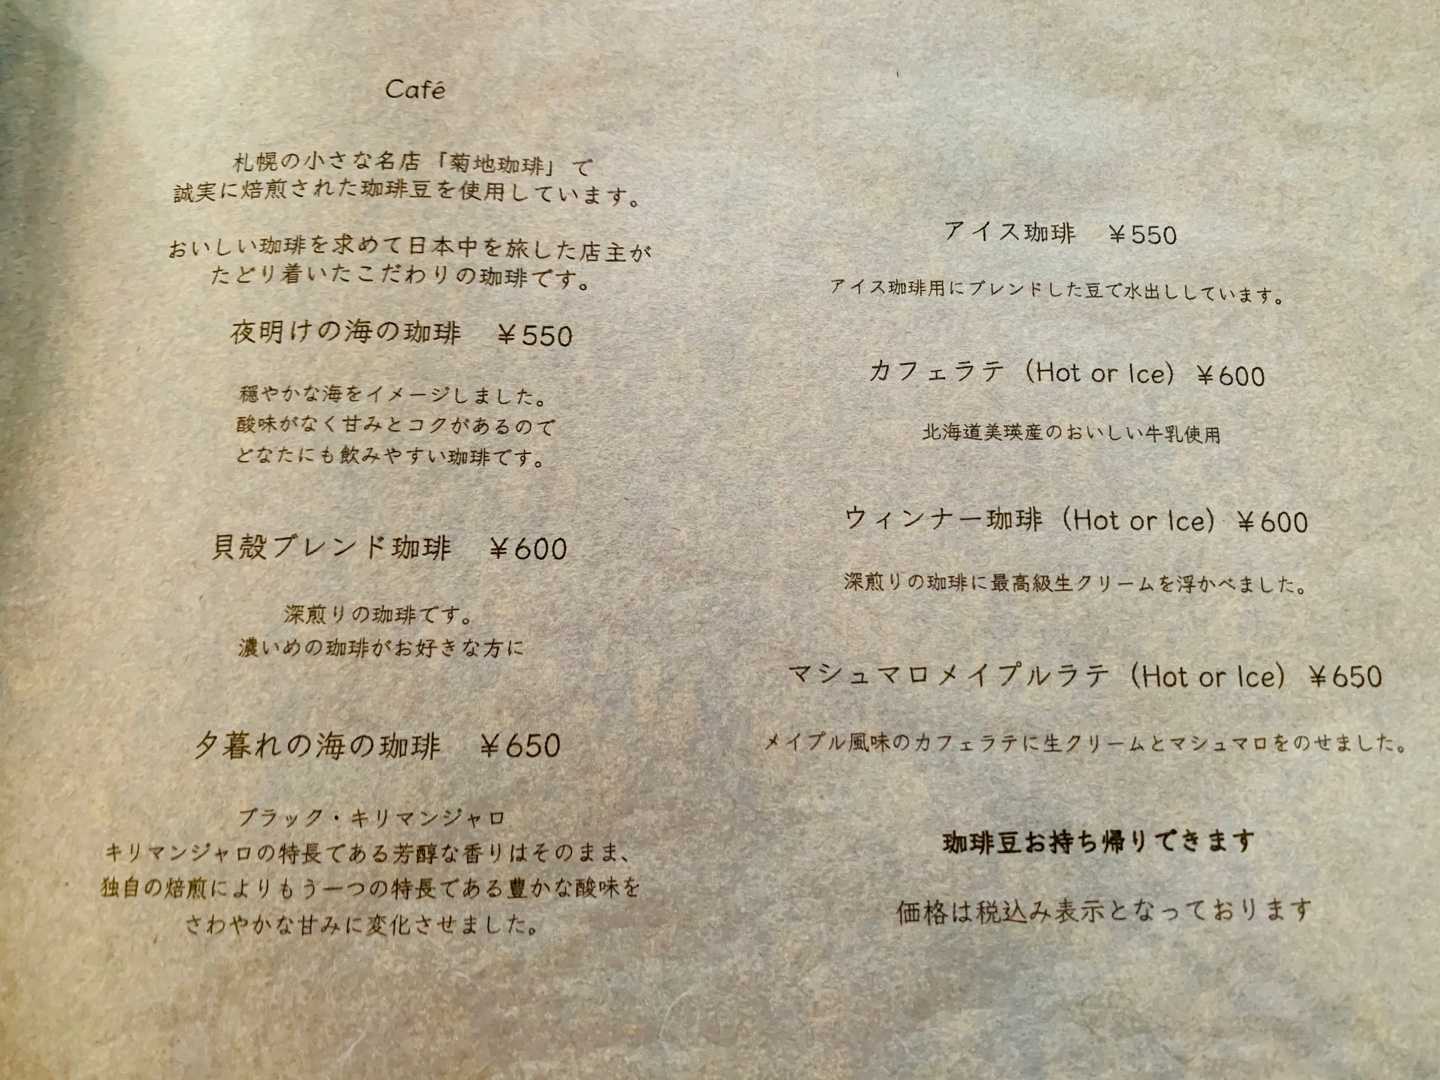 Café
札幌の小さな名店「菊地珈琲」で
誠実に焙煎された珈琲豆を使用しています。
おいしい珈琲を求めて日本中を旅した店主が
たどり着いたこだわりの珈琲です。
夜明けの海の珈琲　￥550
穏やかな海をイメージしました。
酸味がなく甘みとコクがあるので
どなたにも飲みやすい珈琲です。
貝殻ブレンド珈琲　￥600
深煎りの珈琲です。
濃いめの珈琲がお好きな方に
夕暮れの海の珈琲　￥650
ブラック・キリマンジャロ
キリマンジャロの特長である芳醇な香りはそのまま、
独自の焙煎によりもう一つの特長である豊かな酸味を
さわやかな甘みに変化させました。
アイス珈琲　￥550
アイス珈琲用にブレンドした豆で水出ししています。
カフェラテ（Hot or Ice）￥600
北海道美瑛産のおいしい牛乳使用
ウィンナー珈琲（Hot or Ice）￥600
深煎りの珈琲に最高級生クリームを浮かべました。
マシュマロメイプルラテ（Hot or Ice）￥650
メイプル風味のカフェラテに生クリームとマシュマロをのせました。
珈琲豆お持ち帰りできます
価格は税込み表示となっております